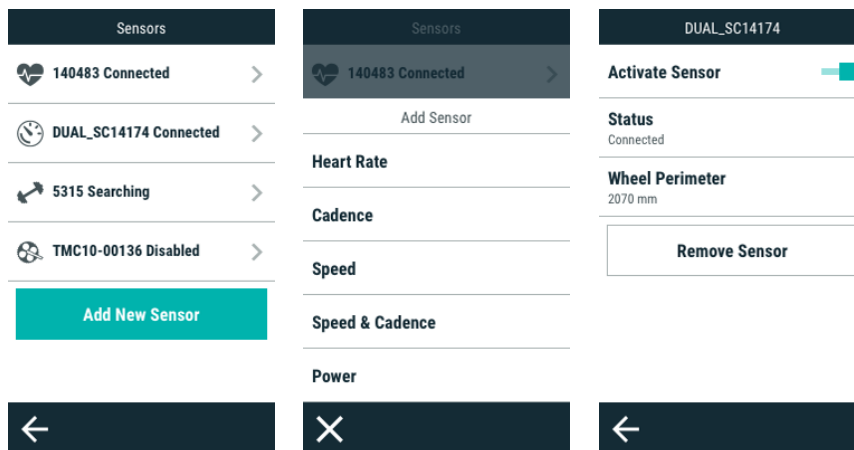 Sensors
140483 Connected
DUAL_SC14174 Connected
5315 Searching
TMC10-00136 Disabled
Add New Sensor
Sensors
140483 Connected
Add Sensor
Heart Rate
Cadence
Speed
Speed & Cadence
Power
DUAL_SC14174
Activate Sensor
Status
Connected
Wheel Perimeter
2070 mm
Remove Sensor